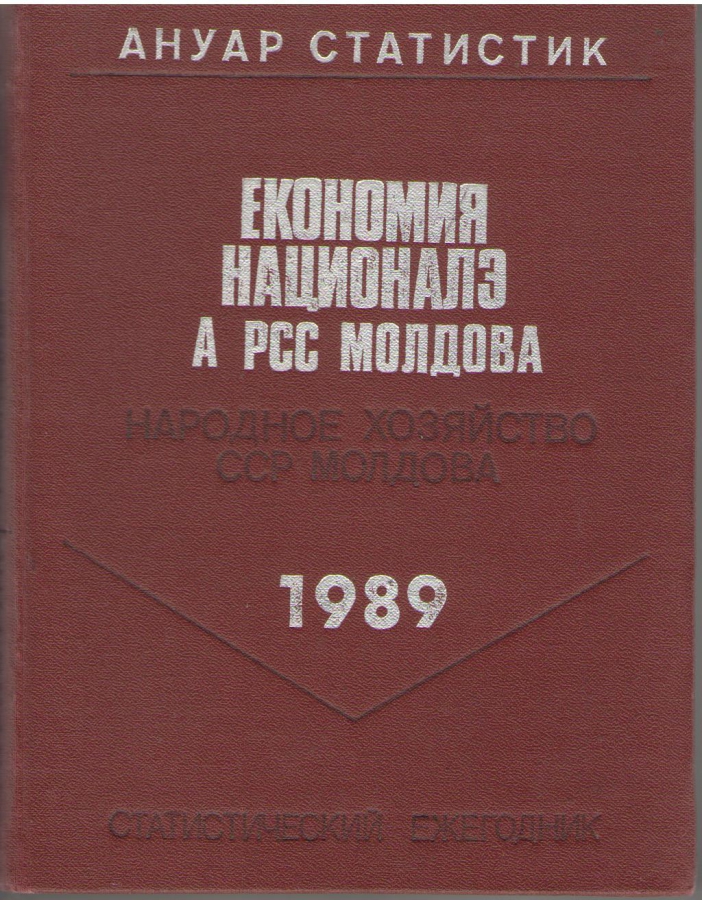 АНУАР СТАТИСТИК
ЕКОНОМИЯ
НАЦИОНАЛЭ
А РСС МОЛДОВА
НАРОДНОЕ ХОЗЯЙСТВО
ССР МОЛДОВА
1989
СТАТИСТИЧЕСКИЙ ЕЖЕГОДНИК